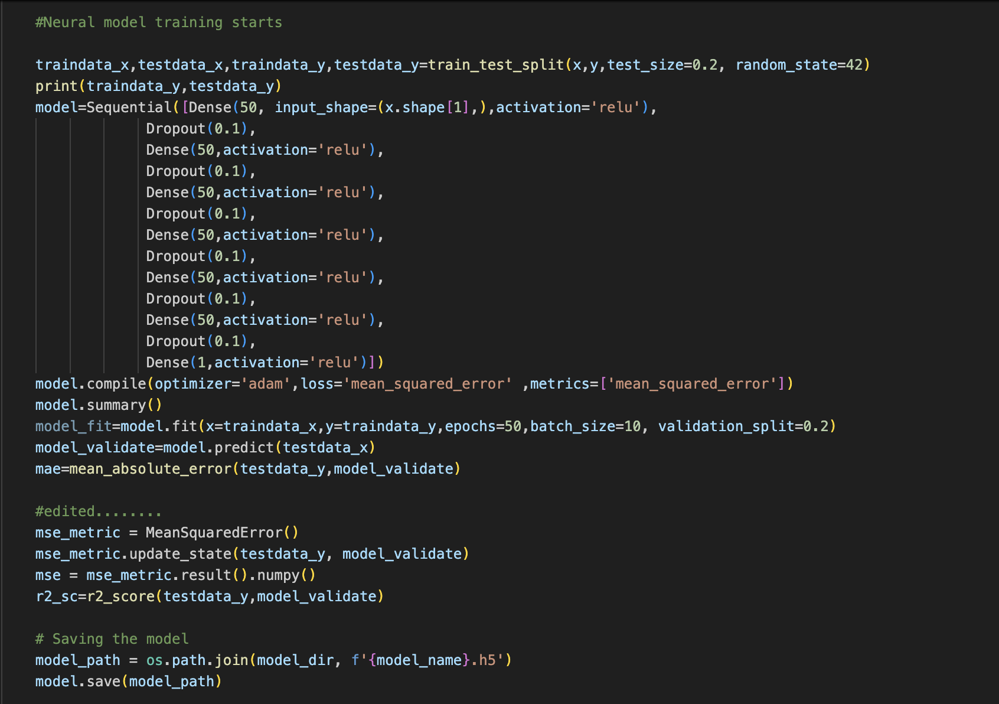 #Neural model training starts
traindata_x,testdata_x,traindata_y,testdata_y=train_test_split(x,y,test_size=0.2, random_state=42)
print(traindata_y,testdata_y)
model=Sequential([Dense(50, input_shape=(x.shape[1],),activation='relu'),
Dropout(0.1),
Dense(50,activation='relu'),
Dropout(0.1),
Dense(50,activation='relu'),
Dropout(0.1),
Dense(50,activation='relu'),
Dropout(0.1),
Dense(50,activation='relu'),
Dropout(0.1),
Dense(50,activation='relu'),
Dropout(0.1),
Dense(1,activation='relu')])
model.compile(optimizer='adam',loss='mean_squared_error' ,metrics=['mean_squared_error'])
model.summary()
model_fit=model.fit(x=traindata_x,y=traindata_y,epochs=50,batch_size=10, validation_split=0.2)
model_validate=model.predict(testdata_x)
mae=mean_absolute_error(testdata_y,model_validate)
#edited........
mse_metric = MeanSquaredError()
mse_metric.update_state(testdata_y, model_validate)
mse = mse_metric.result().numpy()
r2_sc=r2_score(testdata_y,model_validate)
# Saving the model
model_path = os.path.join(model_dir, f'{model_name}.h5')
model.save(model_path)